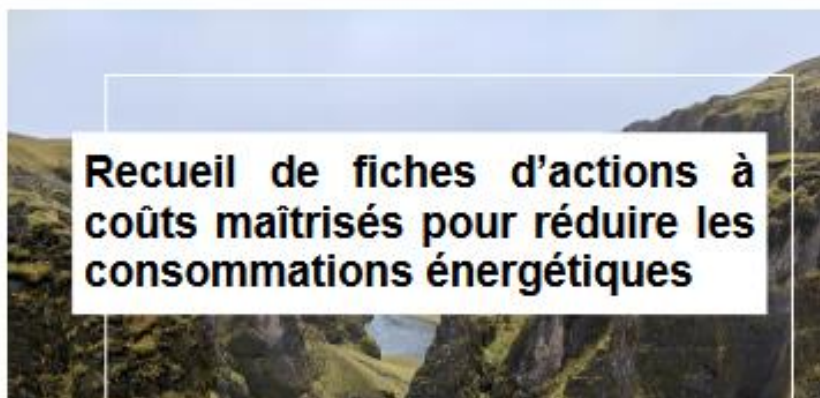 Recueil de fiches d’actions à
coûts maîtrisés pour réduire les
consommations énergétiques